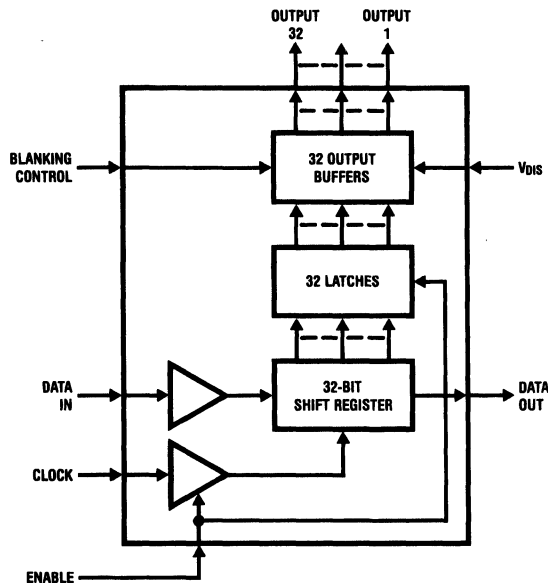 OUTPUT OUTPUT
32 1
BLANKING
CONTROL
32 OUTPUT
BUFFERS
VDIS
32 LATCHES
DATA
IN
32-BIT
SHIFT REGISTER
DATA
OUT
CLOCK
ENABLE